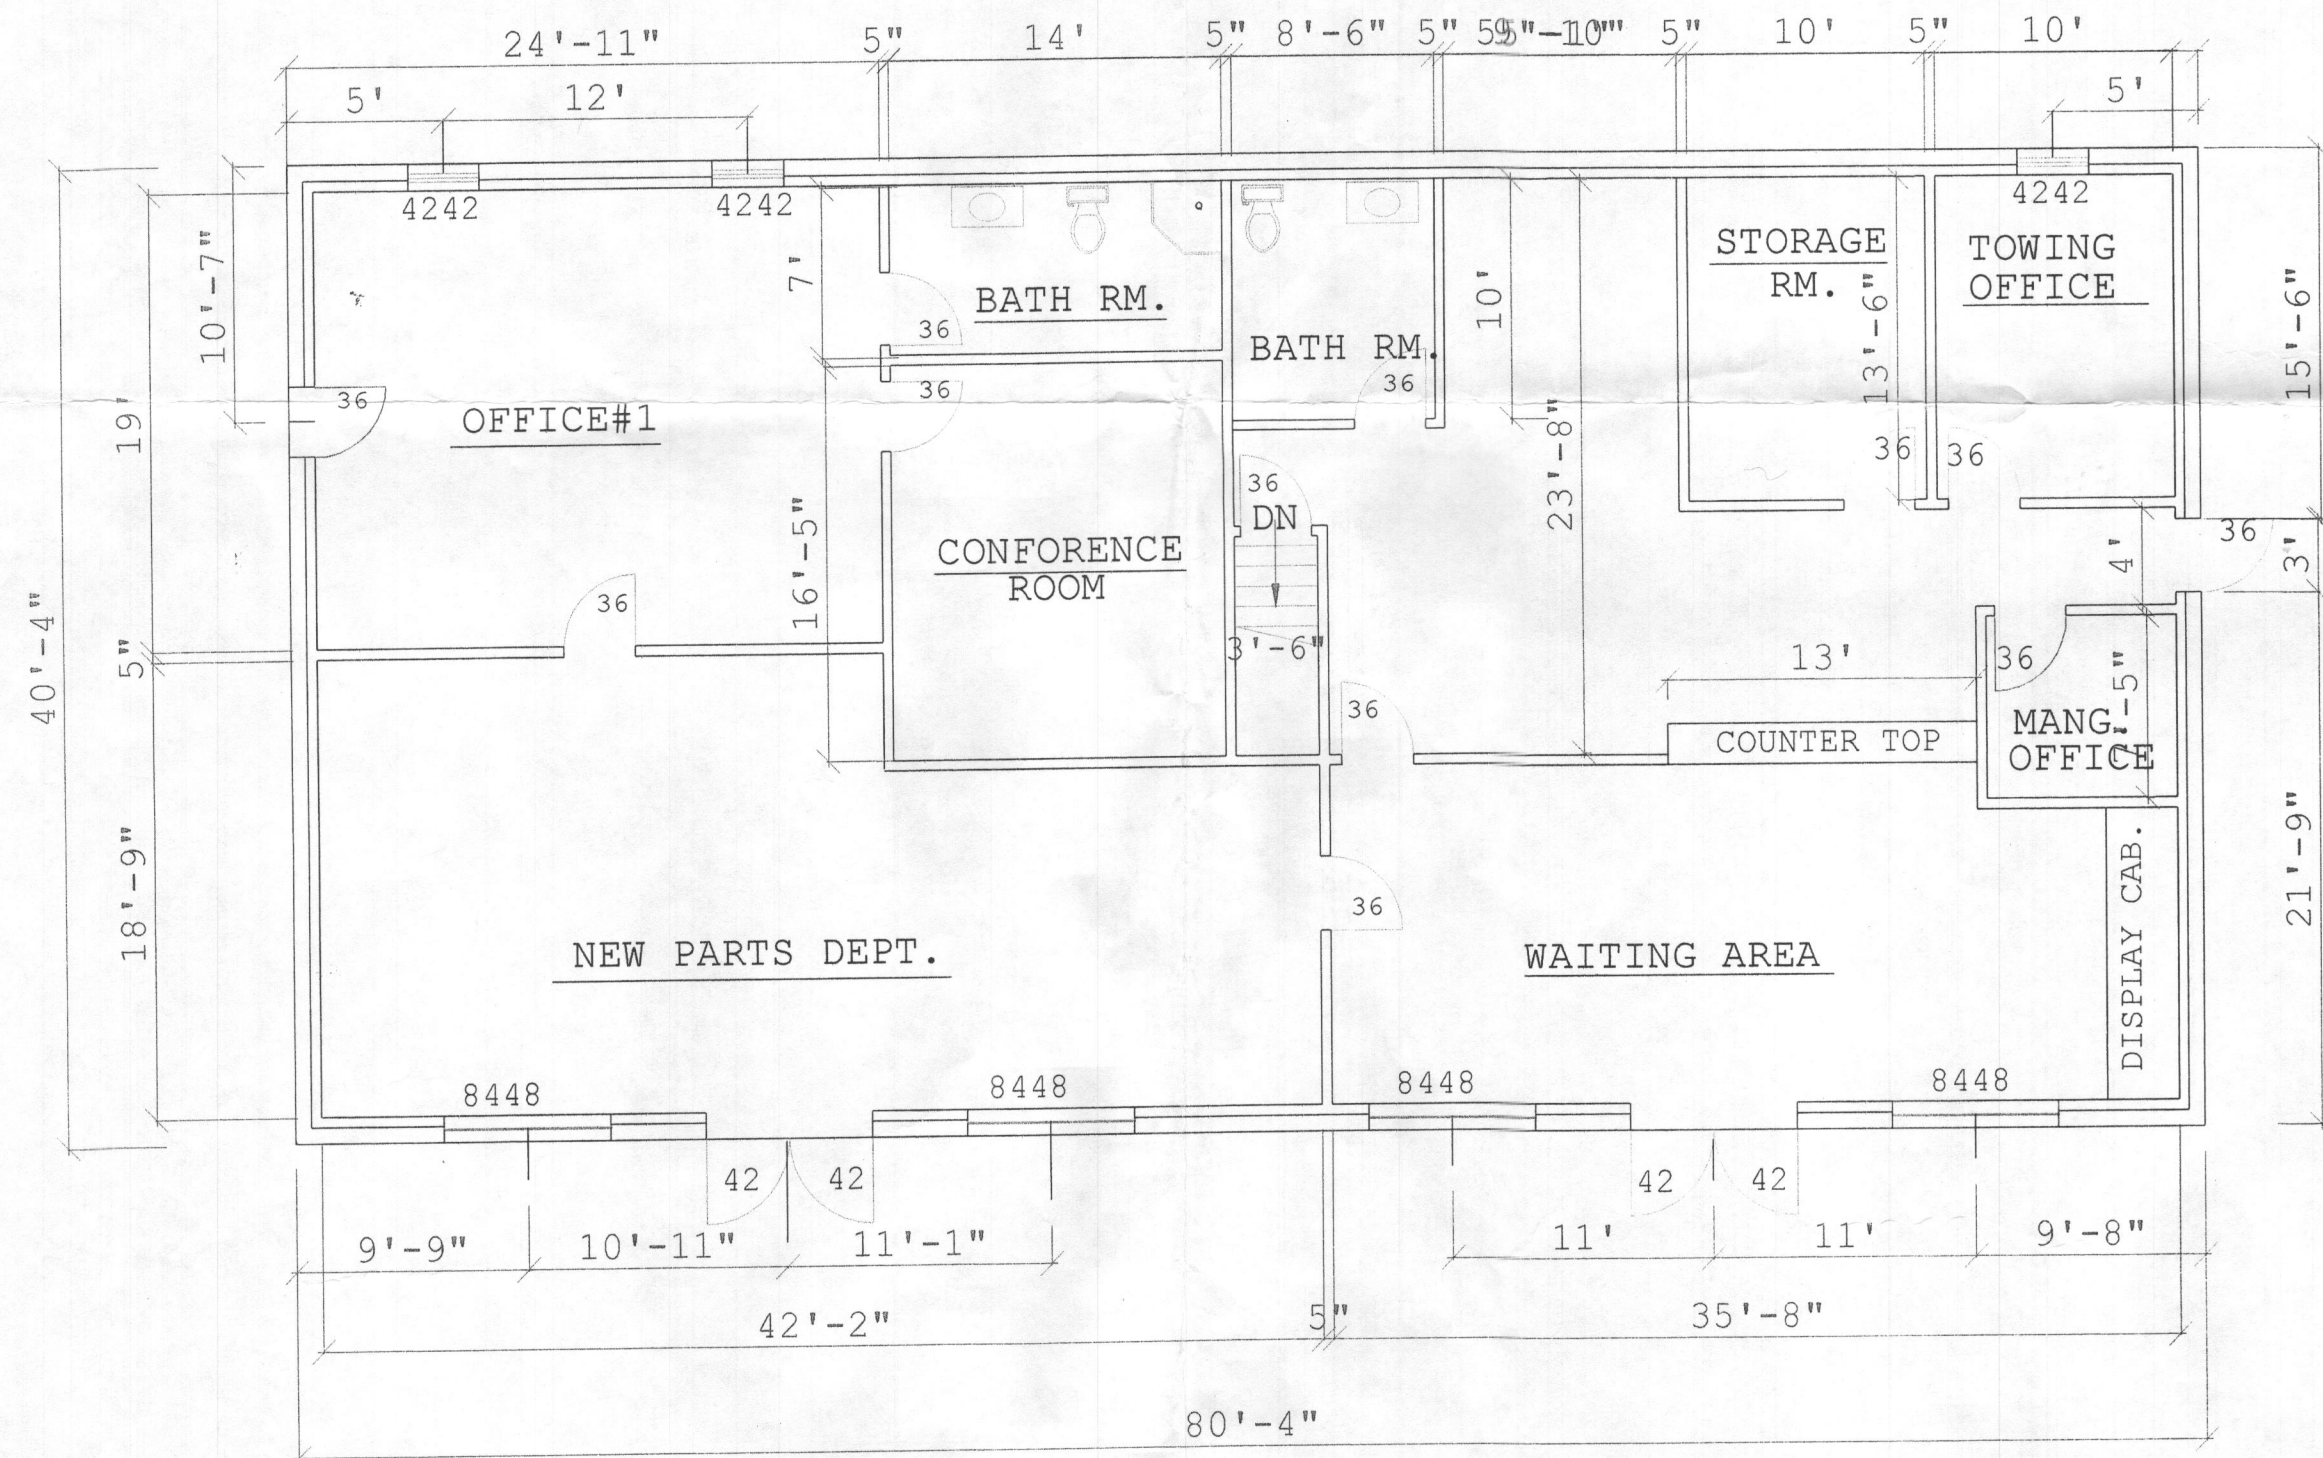 24'-11" 5" 14' 5" 8'-6" 5" 5" 10' 5" 10'
5' 12' 5'
4242 4242 4242
10'-7"
7'
10'
13'-6"
15'-6"
STORAGE
RM.
TOWING
OFFICE
BATH RM.
36
BATH RM.
36
36
36
OFFICE#1
19'
23'-8"
36 36
36
DN
16'-5"
CONFORENCE
ROOM
36
4'
3'
36
40'-4"
5"
3'-6"
13'
36
MANG.
OFFICE
36
COUNTER TOP
18'-9"
21'-9"
36
NEW PARTS DEPT.
WAITING AREA
DISPLAY CAB.
8448 8448 8448 8448
42 42 42 42
9'-9" 10'-11" 11'-1" 11' 11' 9'-8"
42'-2" 5" 35'-8"
80'-4"